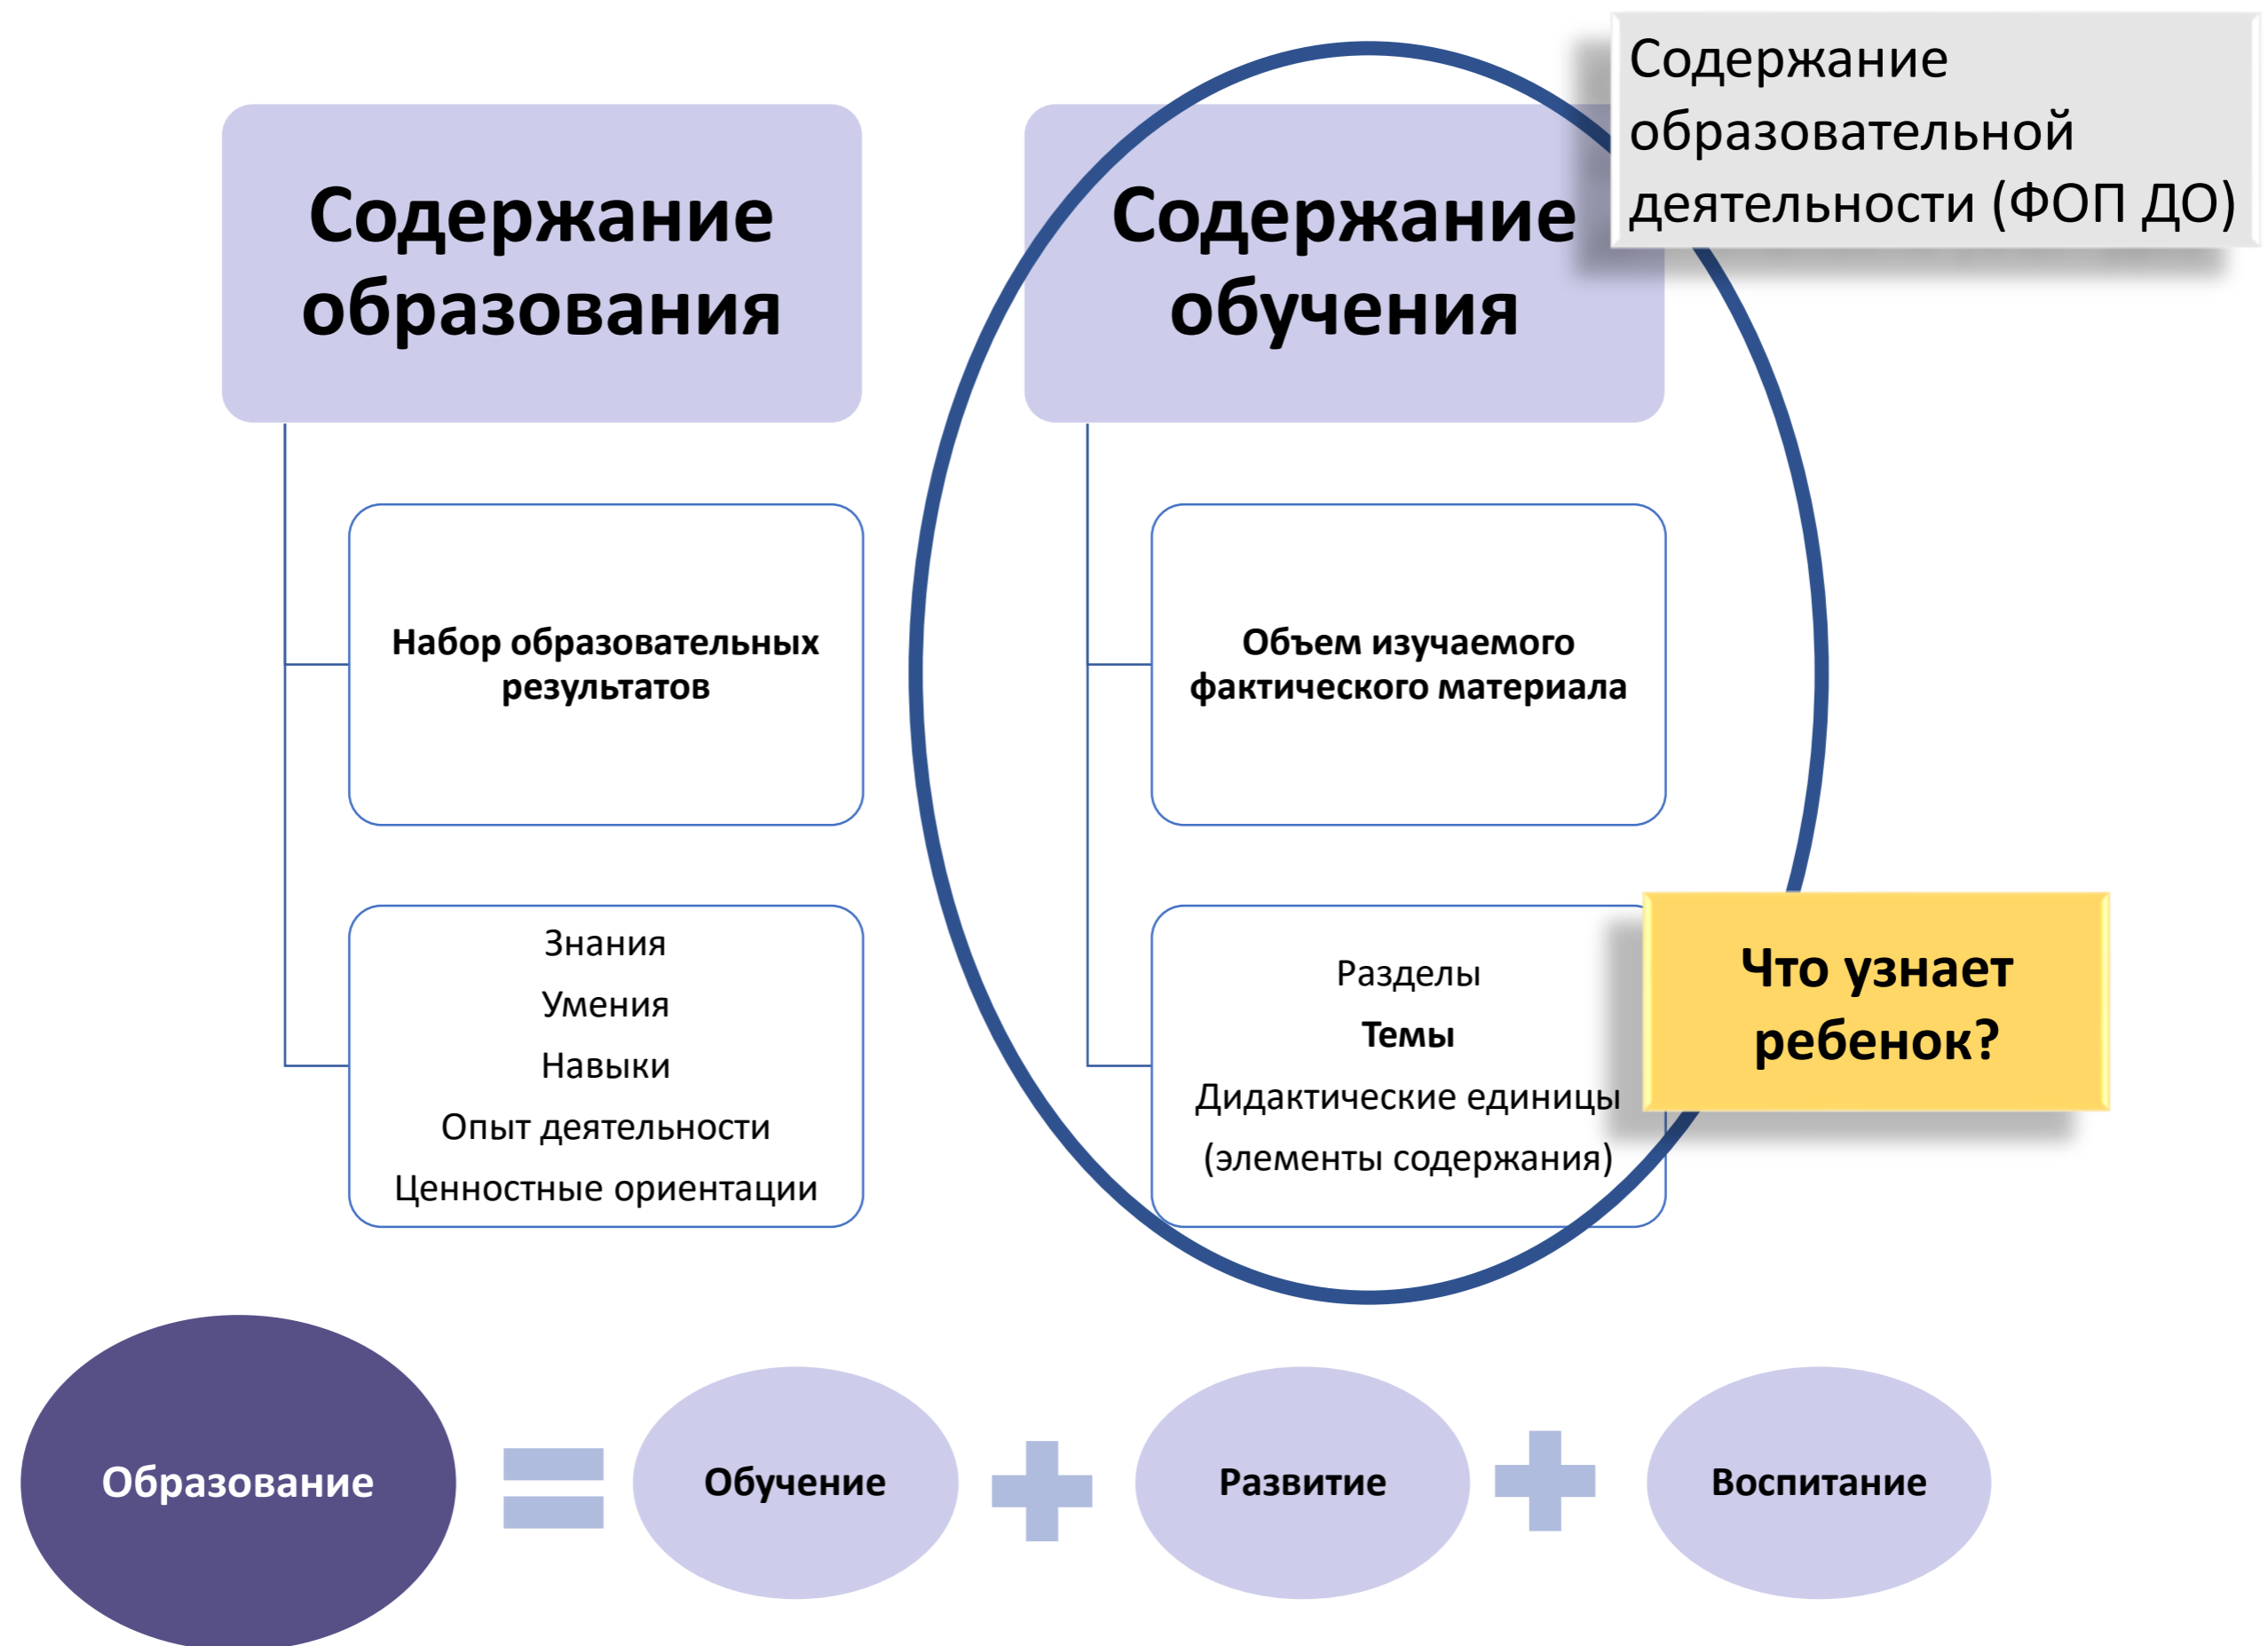 Содержание
образовательной
деятельности (ФОП ДО)
Содержание
образования
Содержание
обучения
Набор образовательных
результатов
Объем изучаемого
фактического материала
Знания
Умения
Навыки
Опыт деятельности
Ценностные ориентации
Разделы
Темы
Дидактические единицы
(элементы содержания)
Что узнает
ребенок?
Образование
Обучение
Развитие
Воспитание